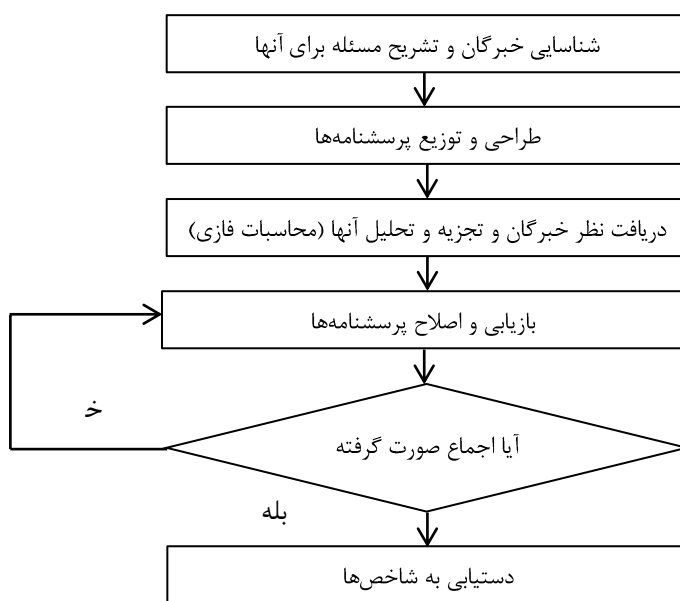 شناسایی خبرگان و تشریح مسئله برای آنها
طراحی و توزیع پرسشنامه‌ها
دریافت نظر خبرگان و تجزیه و تحلیل آنها (محاسبات فازی)
بازیابی و اصلاح پرسشنامه‌ها
خ
آیا اجماع صورت گرفته
بله
دستیابی به شاخص‌ها